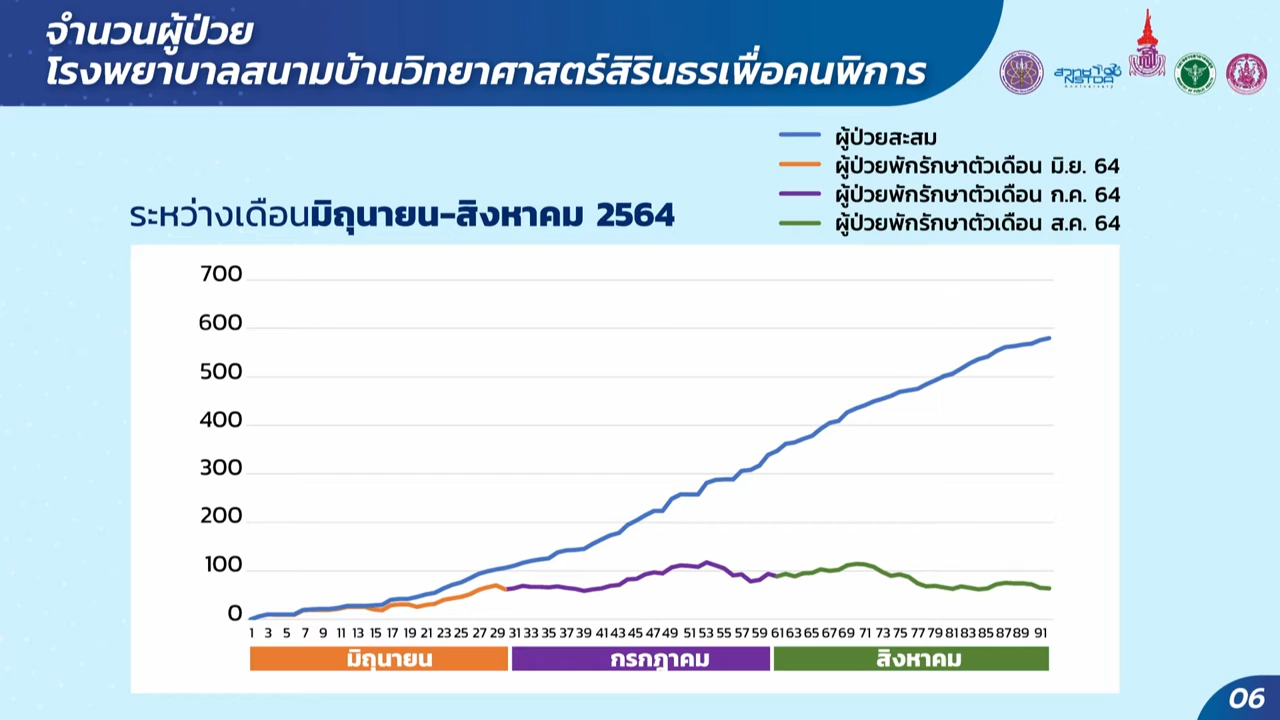 จำนวนผู้ป่วย
โรงพยาบาลสนามบ้านวิทยาศาสตร์สิรินธรเพื่อคนพิการ
สวทช
NSTDA
Anniversary
ผู้ป่วยสะสม
ผู้ป่วยพักรักษาตัวเดือน มิ.ย. 64
ผู้ป่วยพักรักษาตัวเดือน ก.ค. 64
ผู้ป่วยพักรักษาตัวเดือน ส.ค. 64
ระหว่างเดือนมิถุนายน-สิงหาคม 2564
700
600
500
400
300
200
100
0
1 3 5 7 9 11 13 15 17 19 21 23 25 27 29 31 33 35 37 39 41 43 45 47 49 51 53 55 57 59 61 63 65 67 69 71 73 75 77 79 81 83 85 87 89 91
มิถุนายน กรกฎาคม สิงหาคม
06